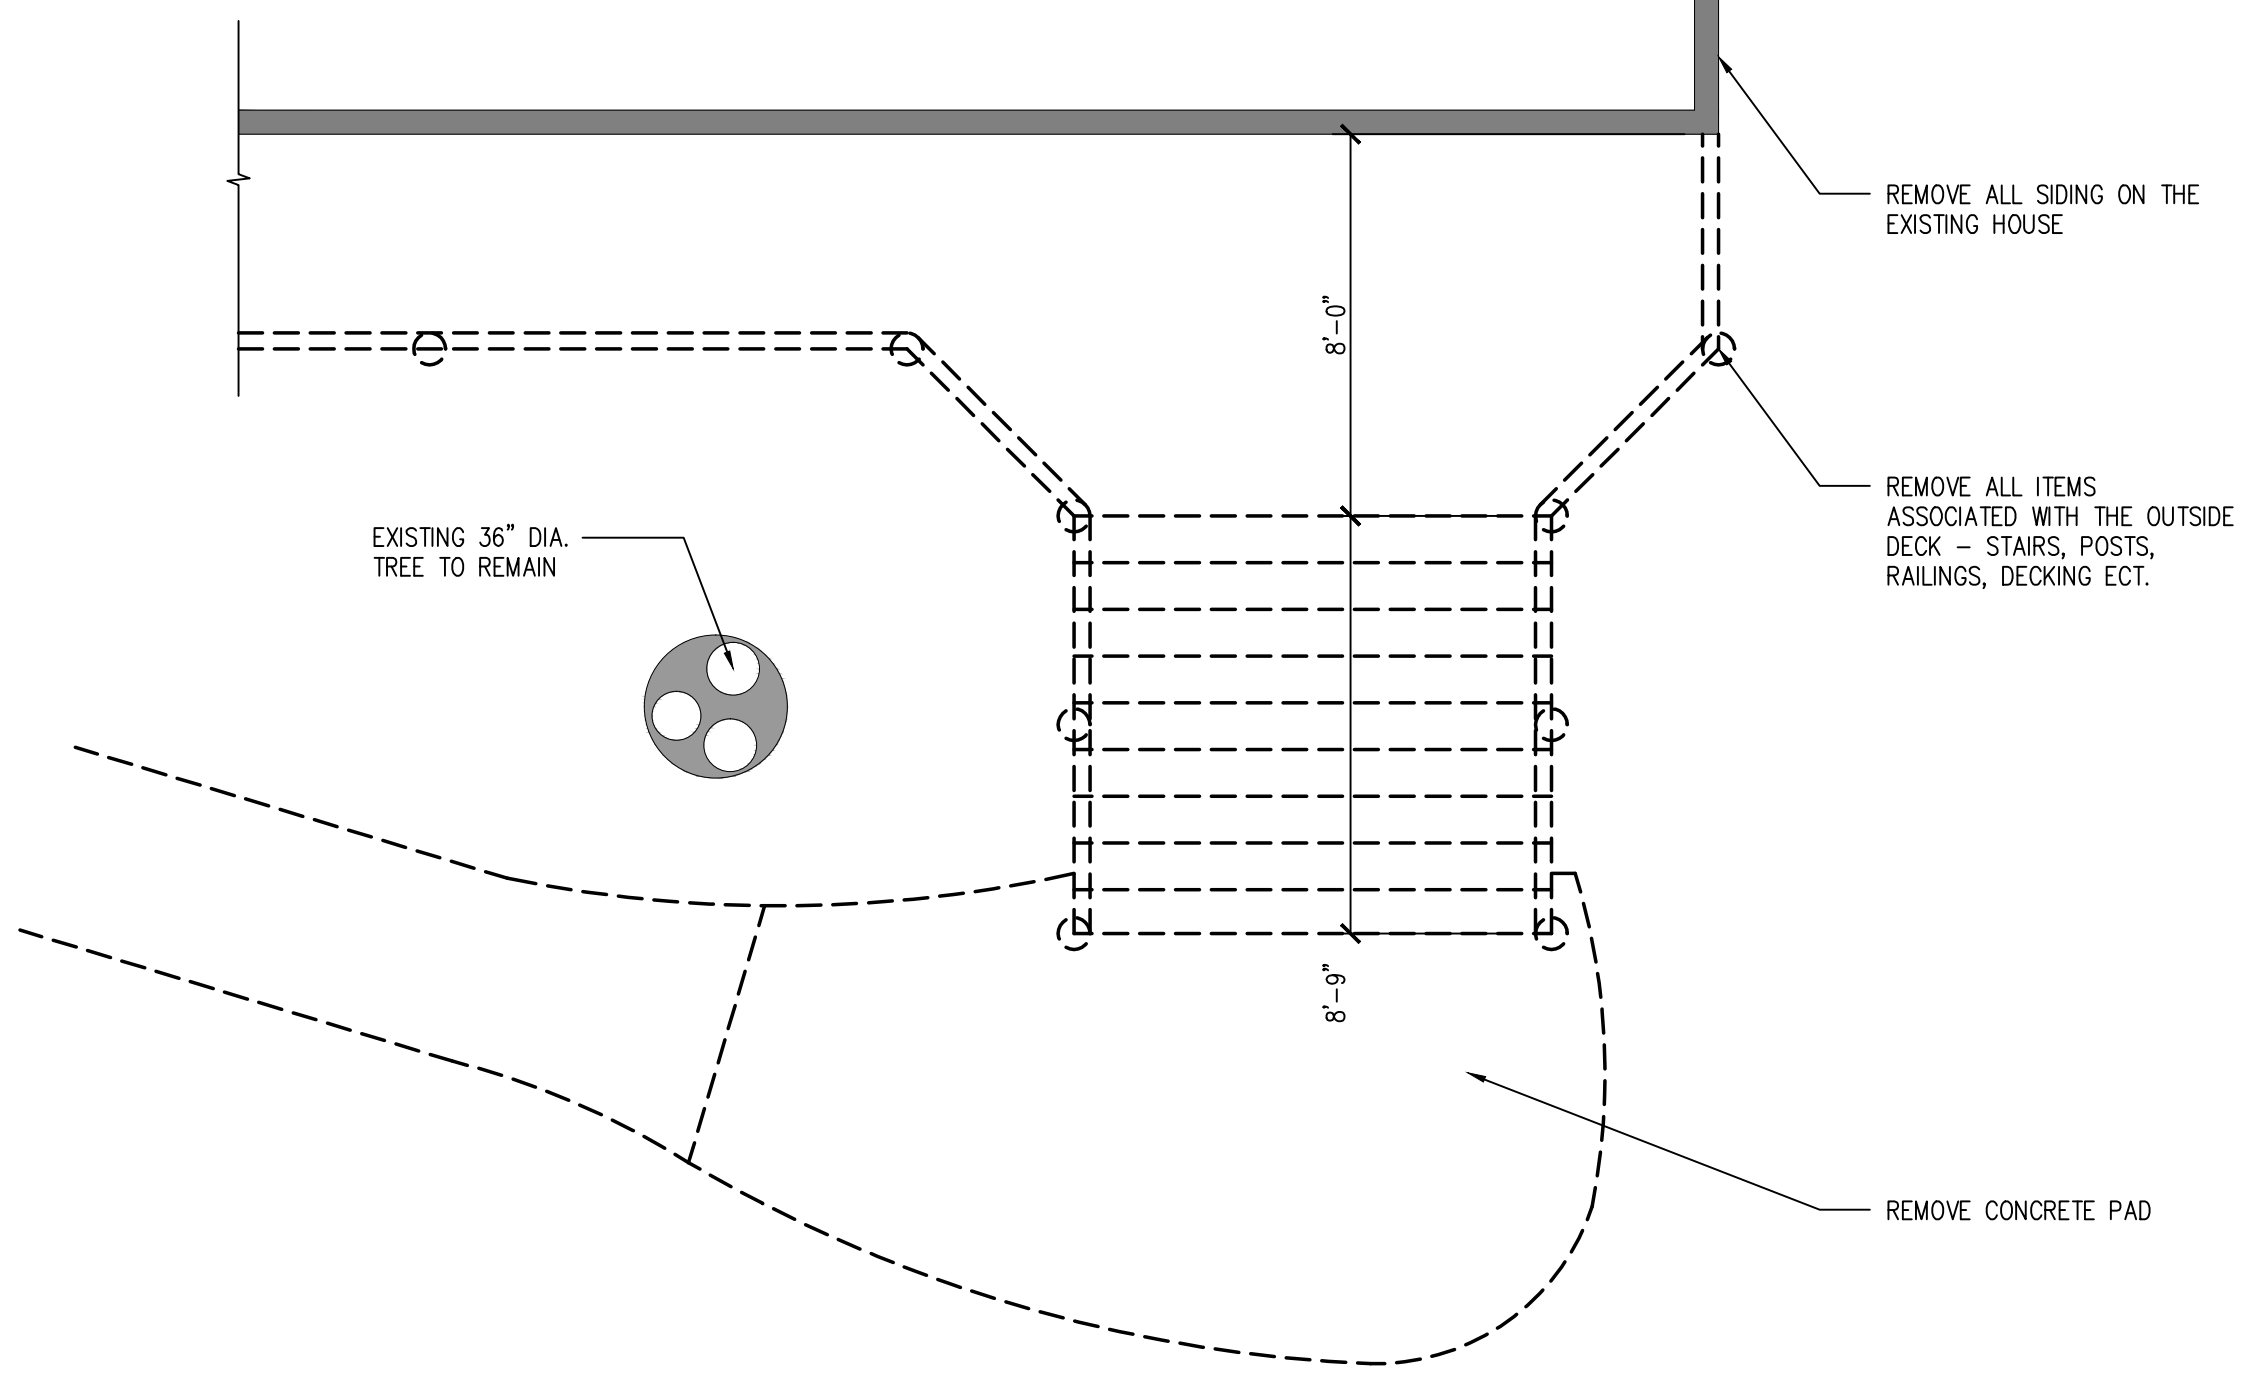 REMOVE ALL SIDING ON THE
EXISTING HOUSE
8'-0"
REMOVE ALL ITEMS
ASSOCIATED WITH THE OUTSIDE
DECK – STAIRS, POSTS,
RAILINGS, DECKING ECT.
EXISTING 36" DIA.
TREE TO REMAIN
8'-9"
REMOVE CONCRETE PAD